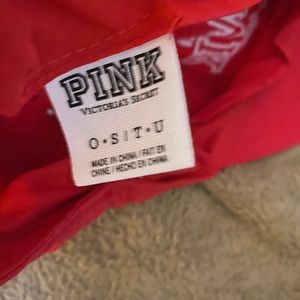 PINK
VICTORIA'S SECRET
O•S/T•U
MADE IN CHINA / FAIT EN
CHINE / HECHO EN CHINA